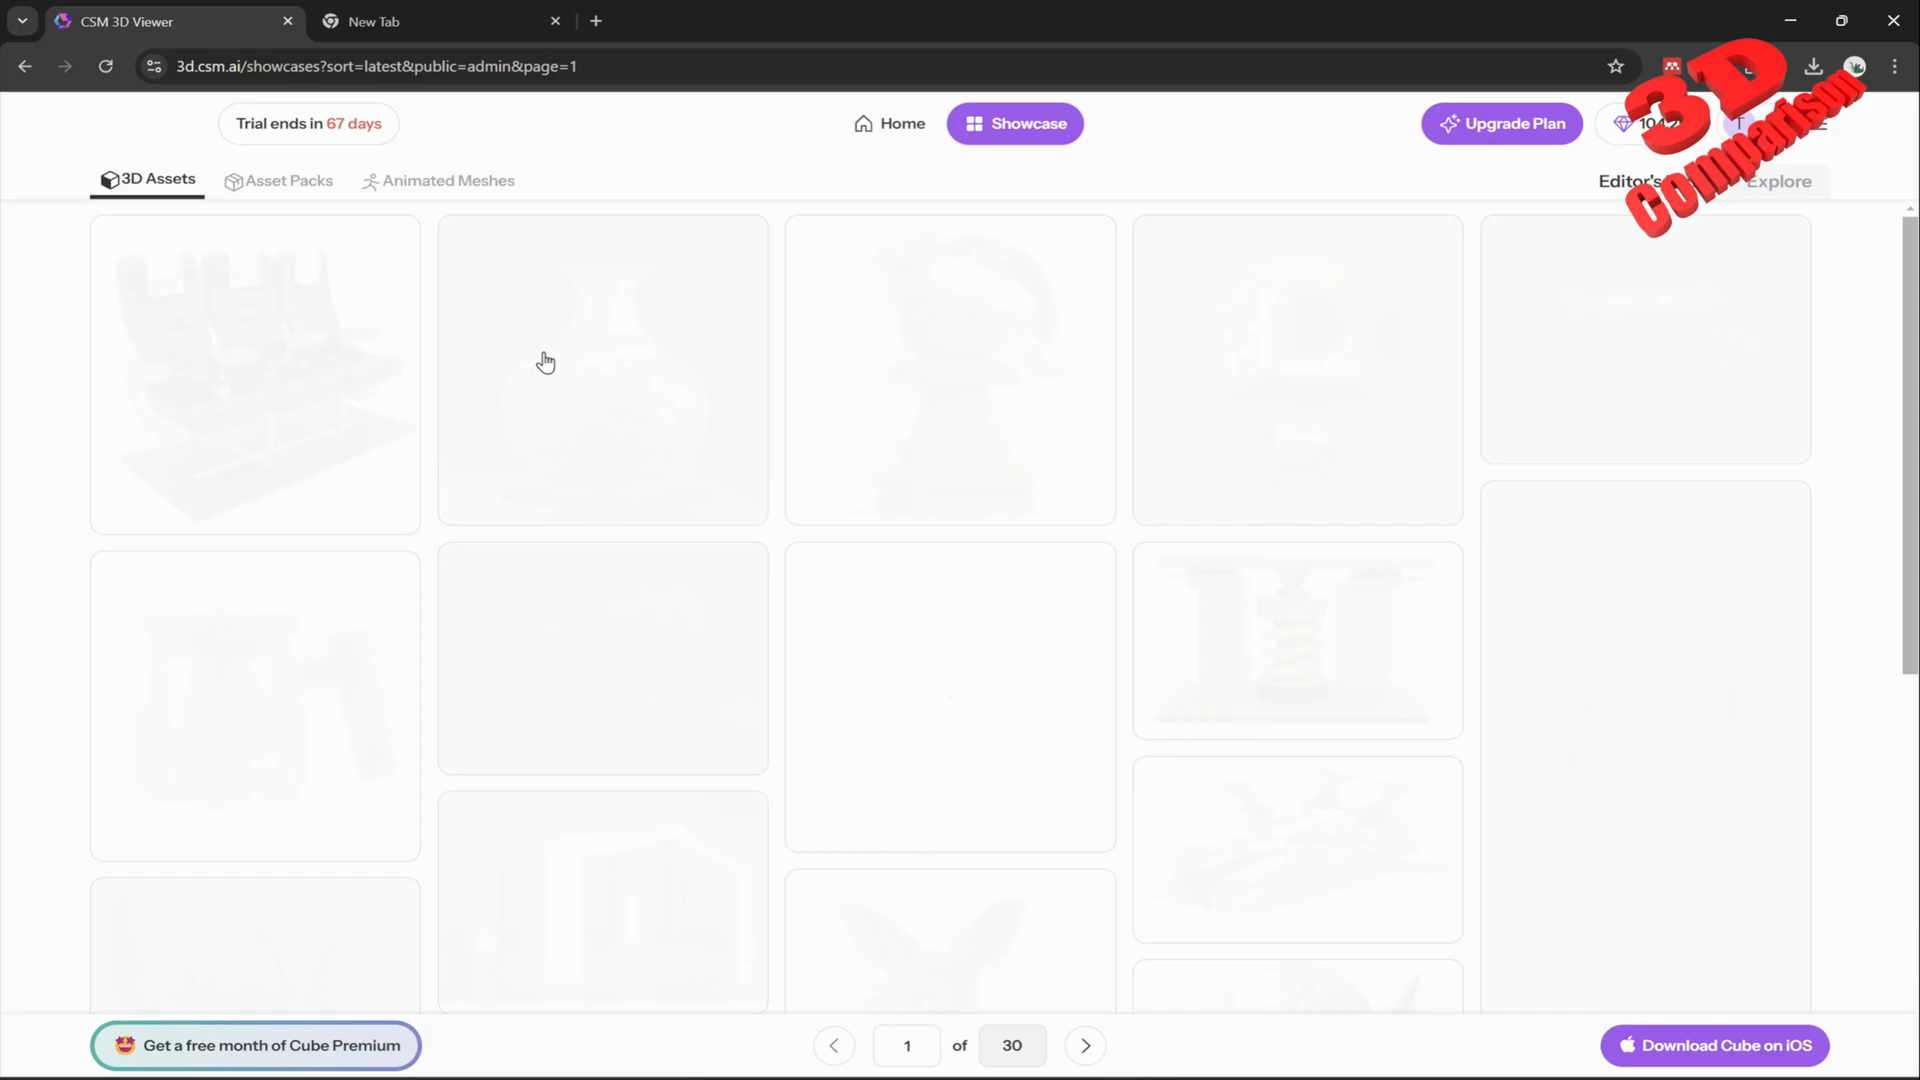 CSM 3D Viewer
New Tab
3d.csm.ai/showcases?sort=latest&public=admin&page=1
Trial ends in 67 days
Home
Showcase
Upgrade Plan
3D
Comparison
3D Assets
Asset Packs
Animated Meshes
Editor's
Explore
Get a free month of Cube Premium
1 of 30
Download Cube on iOS